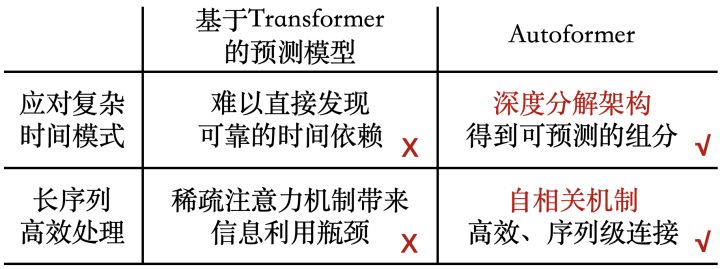 基于Transformer
的预测模型
Autoformer
应对复杂
时间模式
难以直接发现
可靠的时间依赖 X
深度分解架构
得到可预测的组分 √
长序列
高效处理
稀疏注意力机制带来
信息利用瓶颈 X
自相关机制
高效、序列级连接 √